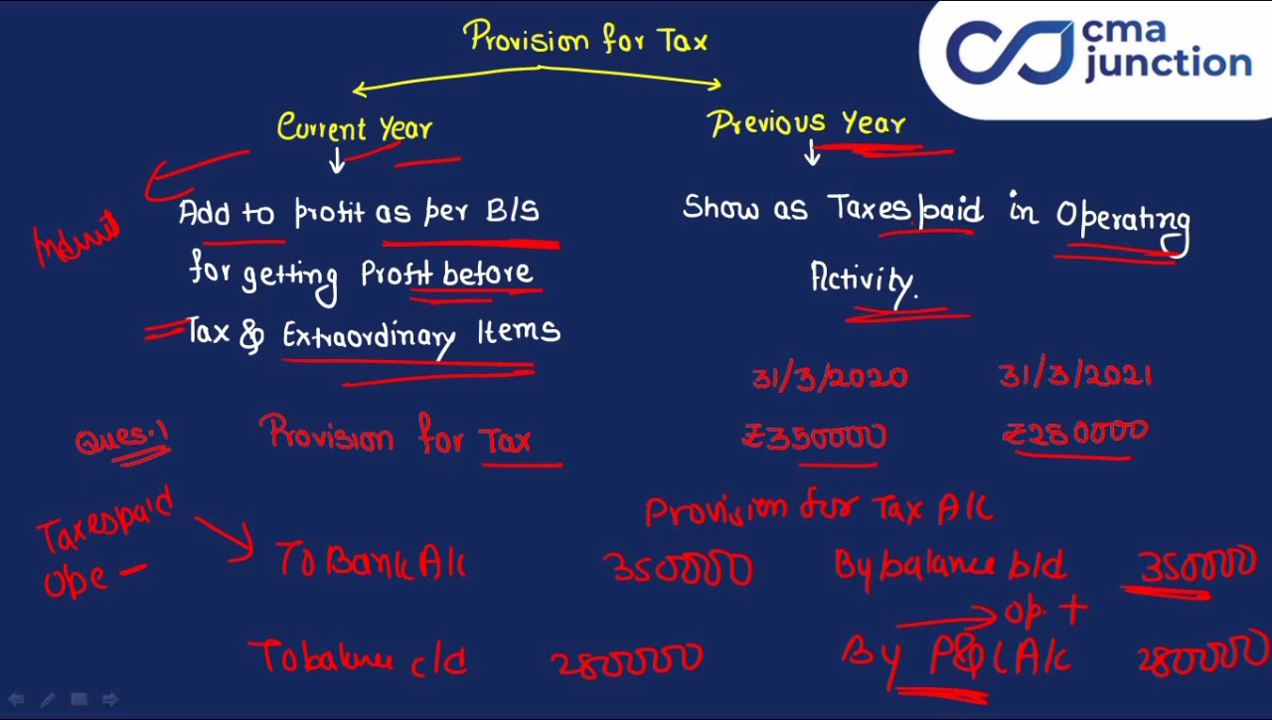 Provision for Tax
cma
junction
Current Year
Previous Year
Add to profit as per B/S
for getting Profit before
Tax & Extraordinary Items
Show as Taxes paid in Operating
Activity.
31/3/2020 31/3/2021
Ques.1 Provision for Tax ₹350000 ₹280000
Provision for Tax A/c
Taxes paid
Ope −
To Bank A/c 350000 By balance b/d 350000
Op. +
To balance c/d 280000 By P&L A/c 280000